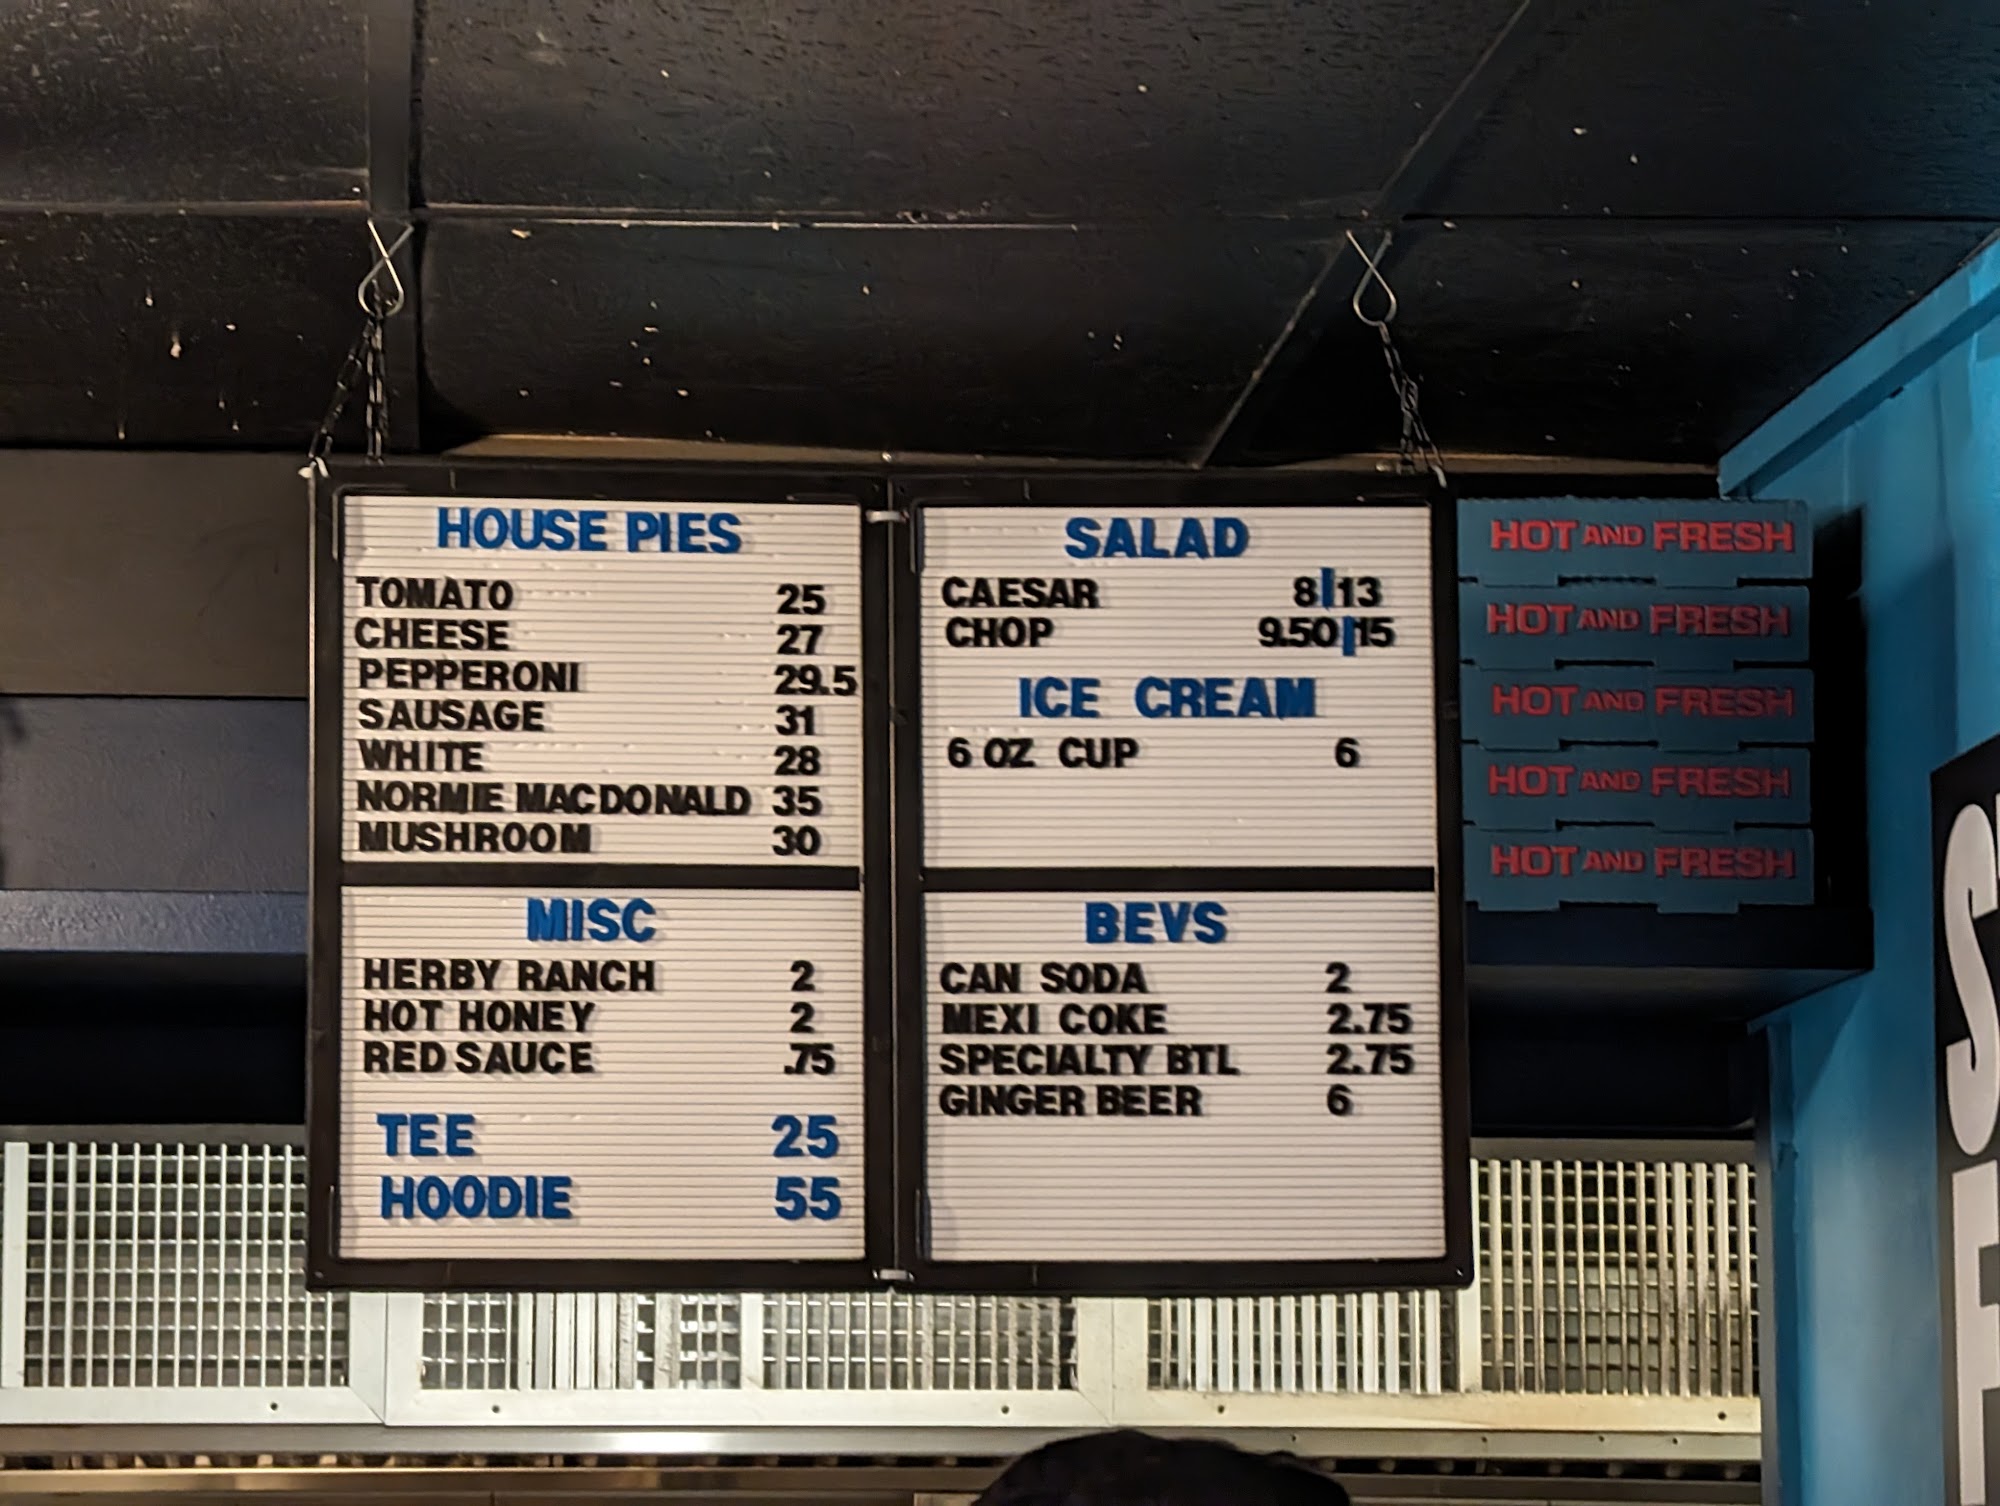 HOUSE PIES
TOMATO 25
CHEESE 27
PEPPERONI 29.5
SAUSAGE 31
WHITE 28
NORMIE MACDONALD 35
MUSHROOM 30
MISC
HERBY RANCH 2
HOT HONEY 2
RED SAUCE .75
TEE 25
HOODIE 55
SALAD
CAESAR 8|13
CHOP 9.50|15
ICE CREAM
6 OZ CUP 6
BEVS
CAN SODA 2
MEXI COKE 2.75
SPECIALTY BTL 2.75
GINGER BEER 6
HOT AND FRESH
HOT AND FRESH
HOT AND FRESH
HOT AND FRESH
HOT AND FRESH